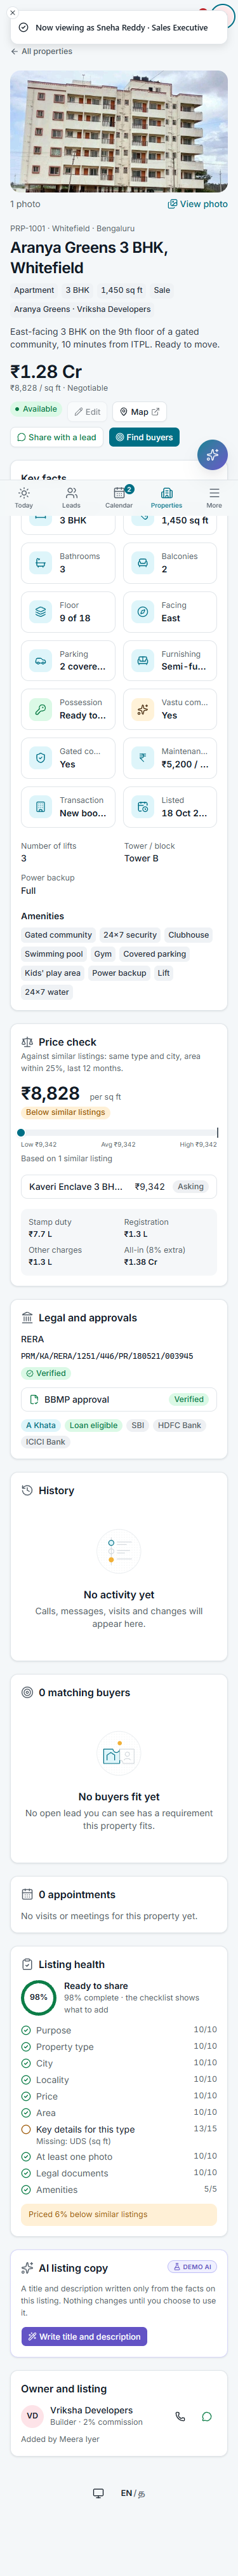 Now viewing as Sneha Reddy · Sales Executive
All properties
1 photo
View photo
PRP-1001 · Whitefield · Bengaluru
Aranya Greens 3 BHK,
Whitefield
Apartment 3 BHK 1,450 sq ft Sale
Aranya Greens · Vriksha Developers
East-facing 3 BHK on the 9th floor of a gated
community, 10 minutes from ITPL. Ready to move.
₹1.28 Cr
₹8,828 / sq ft · Negotiable
Available Edit Map
Share with a lead Find buyers
Key facts
Today Leads Calendar 2 Properties More
3 BHK 1,450 sq ft
Bathrooms Balconies
3 2
Floor Facing
9 of 18 East
Parking Furnishing
2 covere... Semi-fu...
Possession Vastu com...
Ready to... Yes
Gated co... Maintenan...
Yes ₹5,200 / ...
Transaction Listed
New boo... 18 Oct 2...
Number of lifts Tower / block
3 Tower B
Power backup
Full
Amenities
Gated community 24×7 security Clubhouse
Swimming pool Gym Covered parking
Kids' play area Power backup Lift
24×7 water
Price check
Against similar listings: same type and city, area
within 25%, last 12 months.
₹8,828 per sq ft
Below similar listings
Low ₹9,342 Avg ₹9,342 High ₹9,342
Based on 1 similar listing
Kaveri Enclave 3 BH... ₹9,342 Asking
Stamp duty Registration
₹7.7 L ₹1.3 L
Other charges All-in (8% extra)
₹1.3 L ₹1.38 Cr
Legal and approvals
RERA
PRM/KA/RERA/1251/446/PR/180521/003945
Verified
BBMP approval Verified
A Khata Loan eligible SBI HDFC Bank
ICICI Bank
History
No activity yet
Calls, messages, visits and changes will
appear here.
0 matching buyers
No buyers fit yet
No open lead you can see has a requirement
this property fits.
0 appointments
No visits or meetings for this property yet.
Listing health
98%
Ready to share
98% complete · the checklist shows
what to add
Purpose 10/10
Property type 10/10
City 10/10
Locality 10/10
Price 10/10
Area 10/10
Key details for this type 13/15
Missing: UDS (sq ft)
At least one photo 10/10
Legal documents 10/10
Amenities 5/5
Priced 6% below similar listings
AI listing copy DEMO AI
A title and description written only from the facts on
this listing. Nothing changes until you choose to use
it.
Write title and description
Owner and listing
VD Vriksha Developers
Builder · 2% commission
Added by Meera Iyer
EN / த